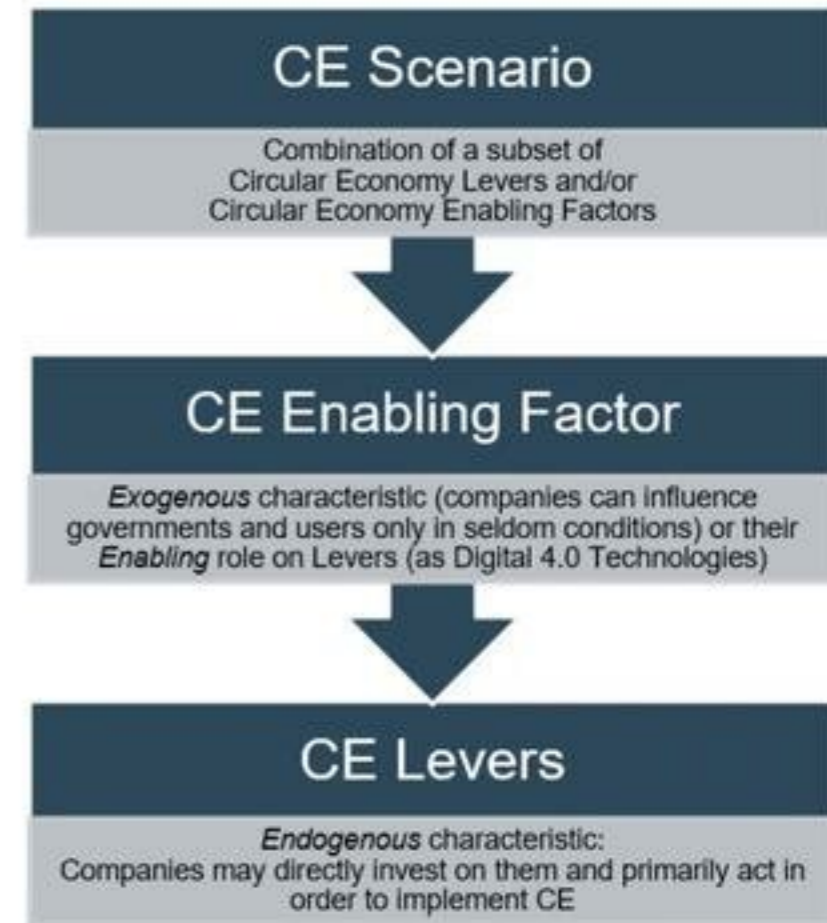 CE Scenario
Combination of a subset of
Circular Economy Levers and/or
Circular Economy Enabling Factors
CE Enabling Factor
Exogenous characteristic (companies can influence
governments and users only in seldom conditions) or their
Enabling role on Levers (as Digital 4.0 Technologies)
CE Levers
Endogenous characteristic:
Companies may directly invest on them and primarily act in
order to implement CE